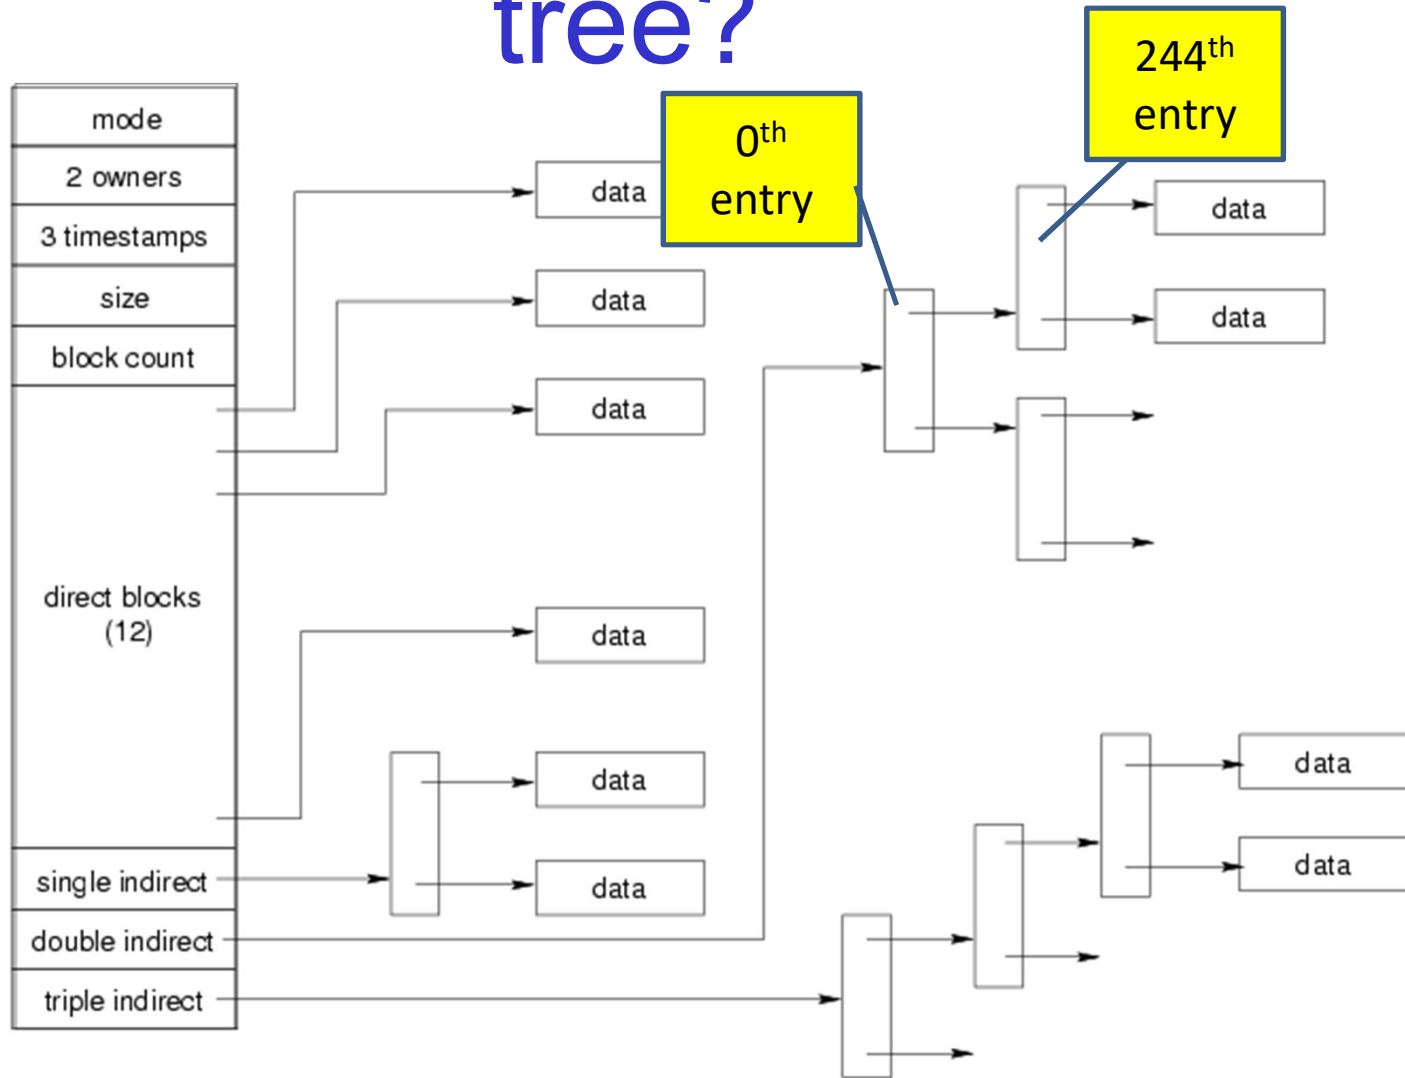 tree?
244th
entry
0th
entry
mode
2 owners
3 timestamps
size
block count
direct blocks
(12)
single indirect
double indirect
triple indirect
data
data
data
data
data
data
data
data
data
data